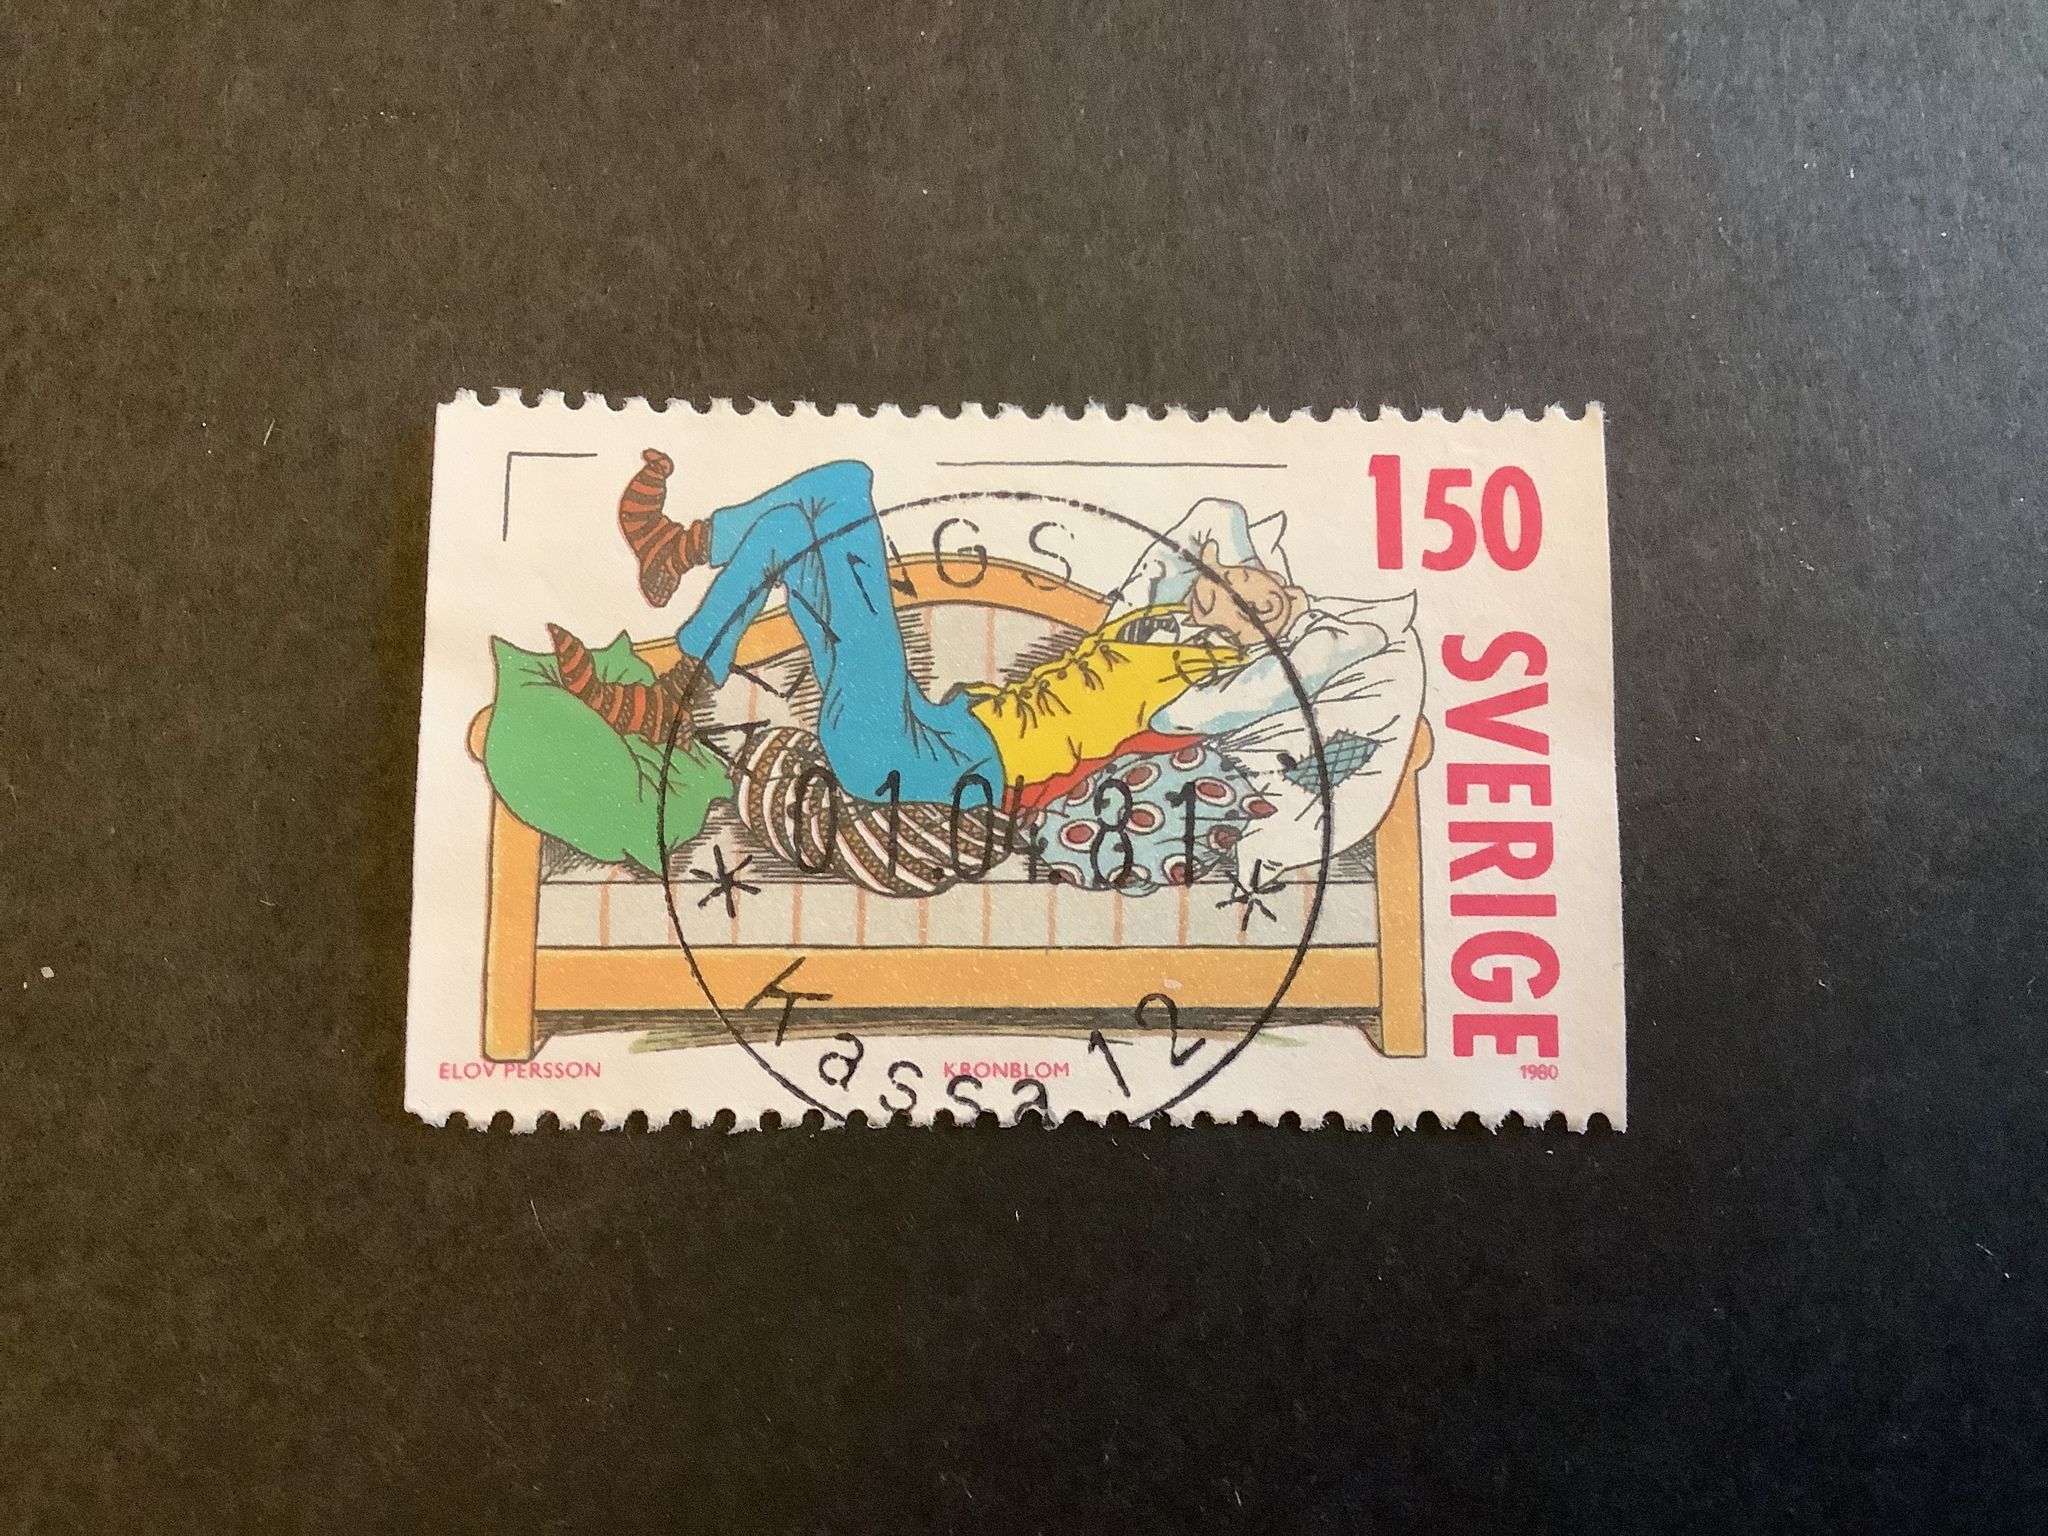 150
SVERIGE
01.04.81
Kassa 12
ELOV PERSSON
KRONBLOM
1980